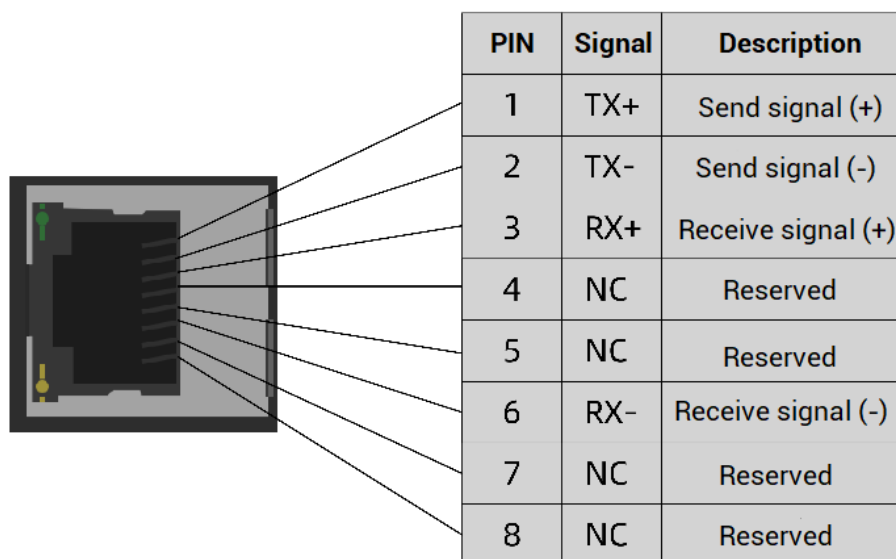 PIN Signal Description
1 TX+ Send signal (+)
2 TX- Send signal (-)
3 RX+ Receive signal (+)
4 NC Reserved
5 NC Reserved
6 RX- Receive signal (-)
7 NC Reserved
8 NC Reserved